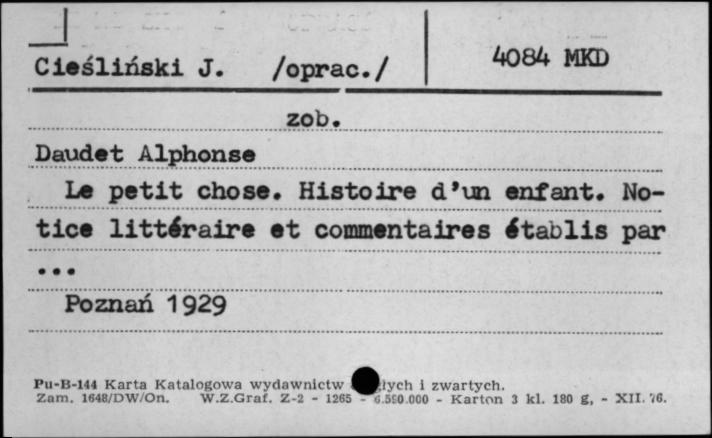 Cieśliński J. /oprac./ 4084 MKD
zob.
Daudet Alphonse
Le petit chose. Histoire d'un enfant. No-
tice littéraire et commentaires établis par
...
Poznań 1929
Pu-B-144 Karta Katalogowa wydawnictw i zwartych.
Zam. 1648/DW/On. W.Z.Graf. Z-2 - 1265 - 6.590.000 - Karton 3 kl. 180 g, - XII. 76.